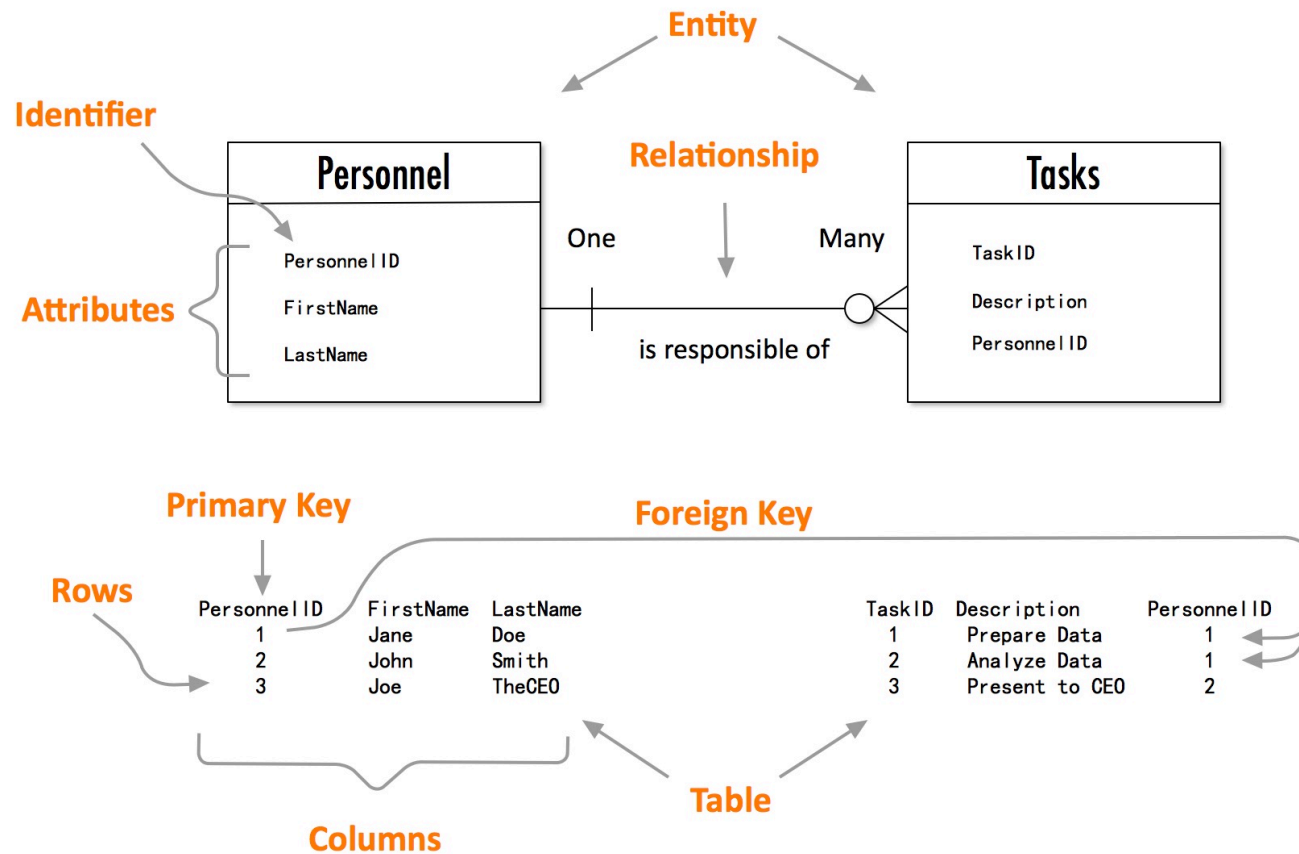 Entity
Identifier
Relationship
Personnel
Tasks
One
Many
PersonnelID
FirstName
LastName
Attributes
TaskID
Description
PersonnelID
is responsible of
Primary Key
Foreign Key
Rows
PersonnelID FirstName LastName
1 Jane Doe
2 John Smith
3 Joe TheCEO
TaskID Description PersonnelID
1 Prepare Data 1
2 Analyze Data 1
3 Present to CEO 2
Table
Columns